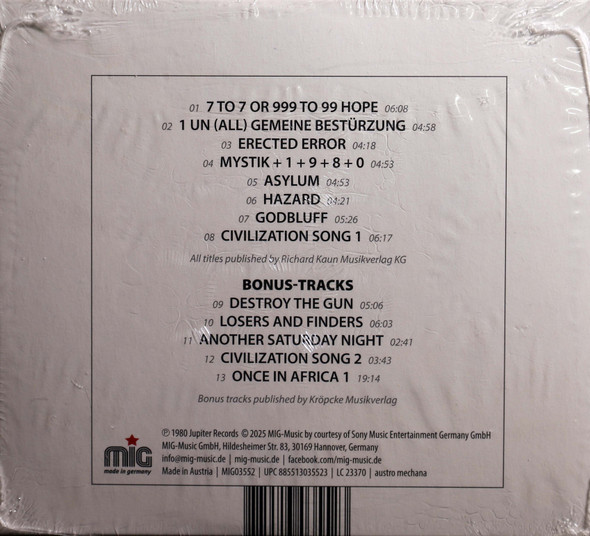 01 7 TO 7 OR 999 TO 99 HOPE 06:08
02 1 UN (ALL) GEMEINE BESTÜRZUNG 04:58
03 ERECTED ERROR 04:18
04 MYSTIK + 1 + 9 + 8 + 0 04:53
05 ASYLUM 04:53
06 HAZARD 04:21
07 GODBLUFF 05:26
08 CIVILIZATION SONG 1 06:17
All titles published by Richard Kaun Musikverlag KG
BONUS-TRACKS
09 DESTROY THE GUN 05:06
10 LOSERS AND FINDERS 06:03
11 ANOTHER SATURDAY NIGHT 02:41
12 CIVILIZATION SONG 2 03:43
13 ONCE IN AFRICA 1 19:14
Bonus tracks published by Kröpcke Musikverlag
℗ 1980 Jupiter Records © 2025 MIG-Music by courtesy of Sony Music Entertainment Germany GmbH
MIG-Music GmbH, Hildesheimer Str. 83, 30169 Hannover, Germany
info@mig-music.de | mig-music.de | facebook.com/mig-music.de
Made in Austria | MIG03552 | UPC 885513035523 | LC 23370 | austro mechana
mig
made in germany